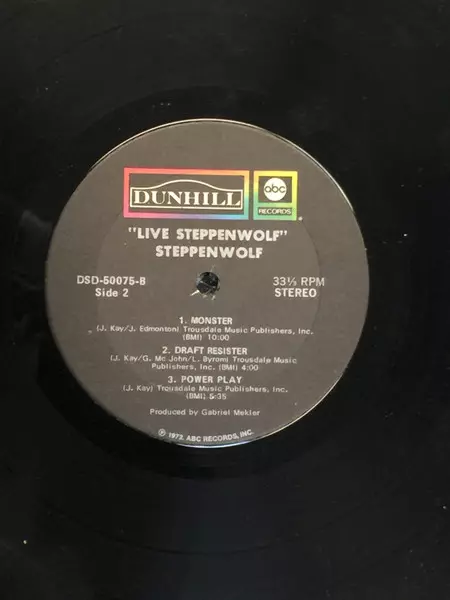 DUNHILL
abc
RECORDS
"LIVE STEPPENWOLF"
STEPPENWOLF
DSD-50075-B
Side 2
33⅓ RPM
STEREO
1. MONSTER
(J. Kay/J. Edmonton) Trousdale Music Publishers, Inc.
(BMI) 10:00
2. DRAFT RESISTER
(J. Kay/G. Mc John/L. Byrom) Trousdale Music
Publishers, Inc. (BMI) 4:00
3. POWER PLAY
(J. Kay) Trousdale Music Publishers, Inc.
(BMI) 5:35
Produced by Gabriel Mekler
℗ 1972, ABC RECORDS, INC.